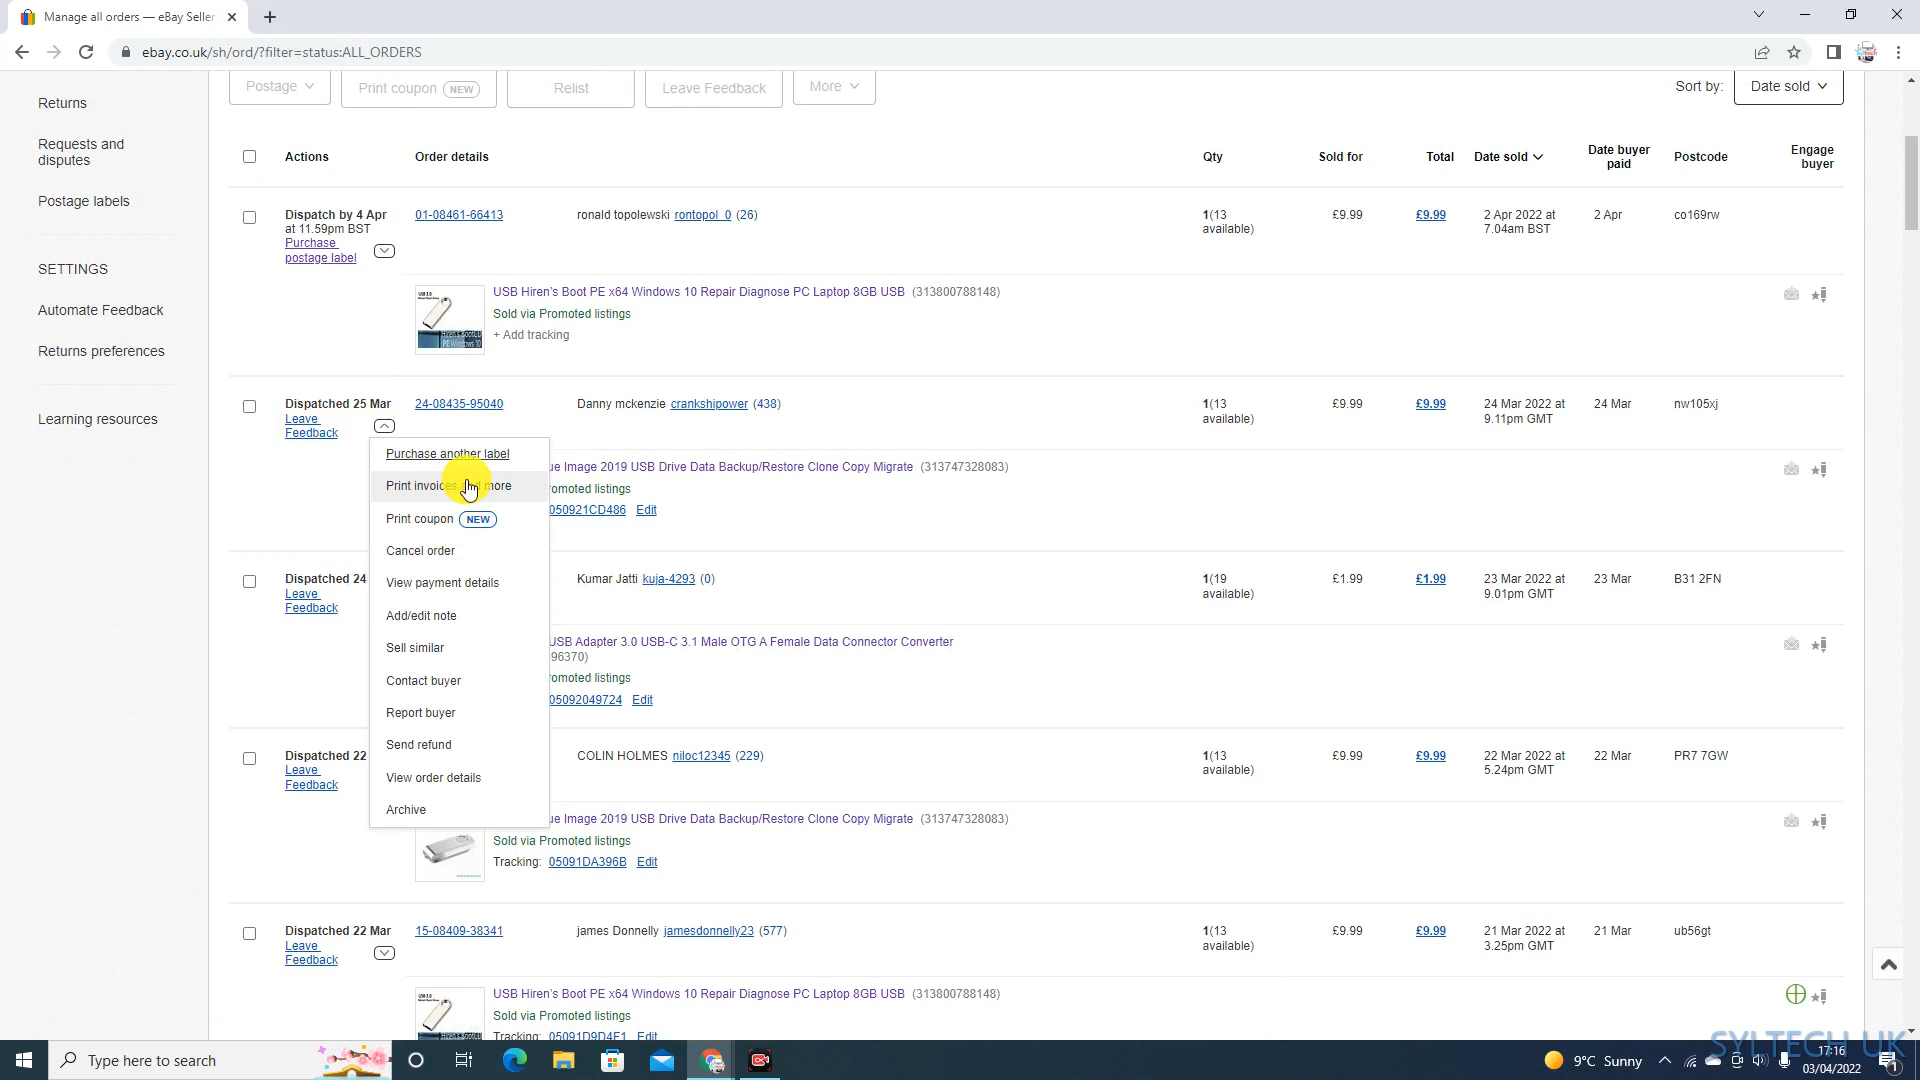 Manage all orders — eBay Seller
ebay.co.uk/sh/ord/?filter=status:ALL_ORDERS
Postage
Print coupon NEW
Relist
Leave Feedback
More
Sort by:
Date sold
Returns
Requests and
disputes
Postage labels
SETTINGS
Automate Feedback
Returns preferences
Learning resources
Actions
Order details
Qty
Sold for
Total
Date sold
Date buyer
paid
Postcode
Engage
buyer
Dispatch by 4 Apr
at 11.59pm BST
Purchase
postage label
01-08461-66413
ronald topolewski rontopol_0 (26)
1(13
available)
£9.99
£9.99
2 Apr 2022 at
7.04am BST
2 Apr
co169rw
USB Hiren's Boot PE x64 Windows 10 Repair Diagnose PC Laptop 8GB USB (313800788148)
Sold via Promoted listings
+ Add tracking
Dispatched 25 Mar
Leave
Feedback
24-08435-95040
Danny mckenzie crankshipower (438)
1(13
available)
£9.99
£9.99
24 Mar 2022 at
9.11pm GMT
24 Mar
nw105xj
ue Image 2019 USB Drive Data Backup/Restore Clone Copy Migrate (313747328083)
omoted listings
050921CD486 Edit
Purchase another label
Print invoices and more
Print coupon NEW
Cancel order
View payment details
Add/edit note
Sell similar
Contact buyer
Report buyer
Send refund
View order details
Archive
Dispatched 24
Leave
Feedback
Kumar Jatti kuja-4293 (0)
1(19
available)
£1.99
£1.99
23 Mar 2022 at
9.01pm GMT
23 Mar
B31 2FN
USB Adapter 3.0 USB-C 3.1 Male OTG A Female Data Connector Converter
96370)
omoted listings
05092049724 Edit
Dispatched 22
Leave
Feedback
COLIN HOLMES niloc12345 (229)
1(13
available)
£9.99
£9.99
22 Mar 2022 at
5.24pm GMT
22 Mar
PR7 7GW
ue Image 2019 USB Drive Data Backup/Restore Clone Copy Migrate (313747328083)
Sold via Promoted listings
Tracking: 05091DA396B Edit
Dispatched 22 Mar
Leave
Feedback
15-08409-38341
james Donnelly jamesdonnelly23 (577)
1(13
available)
£9.99
£9.99
21 Mar 2022 at
3.25pm GMT
21 Mar
ub56gt
USB Hiren's Boot PE x64 Windows 10 Repair Diagnose PC Laptop 8GB USB (313800788148)
Sold via Promoted listings
Tracking: 05091D9D4F1 Edit
SYLTECH UK
Type here to search
9°C Sunny
17:16
03/04/2022
1